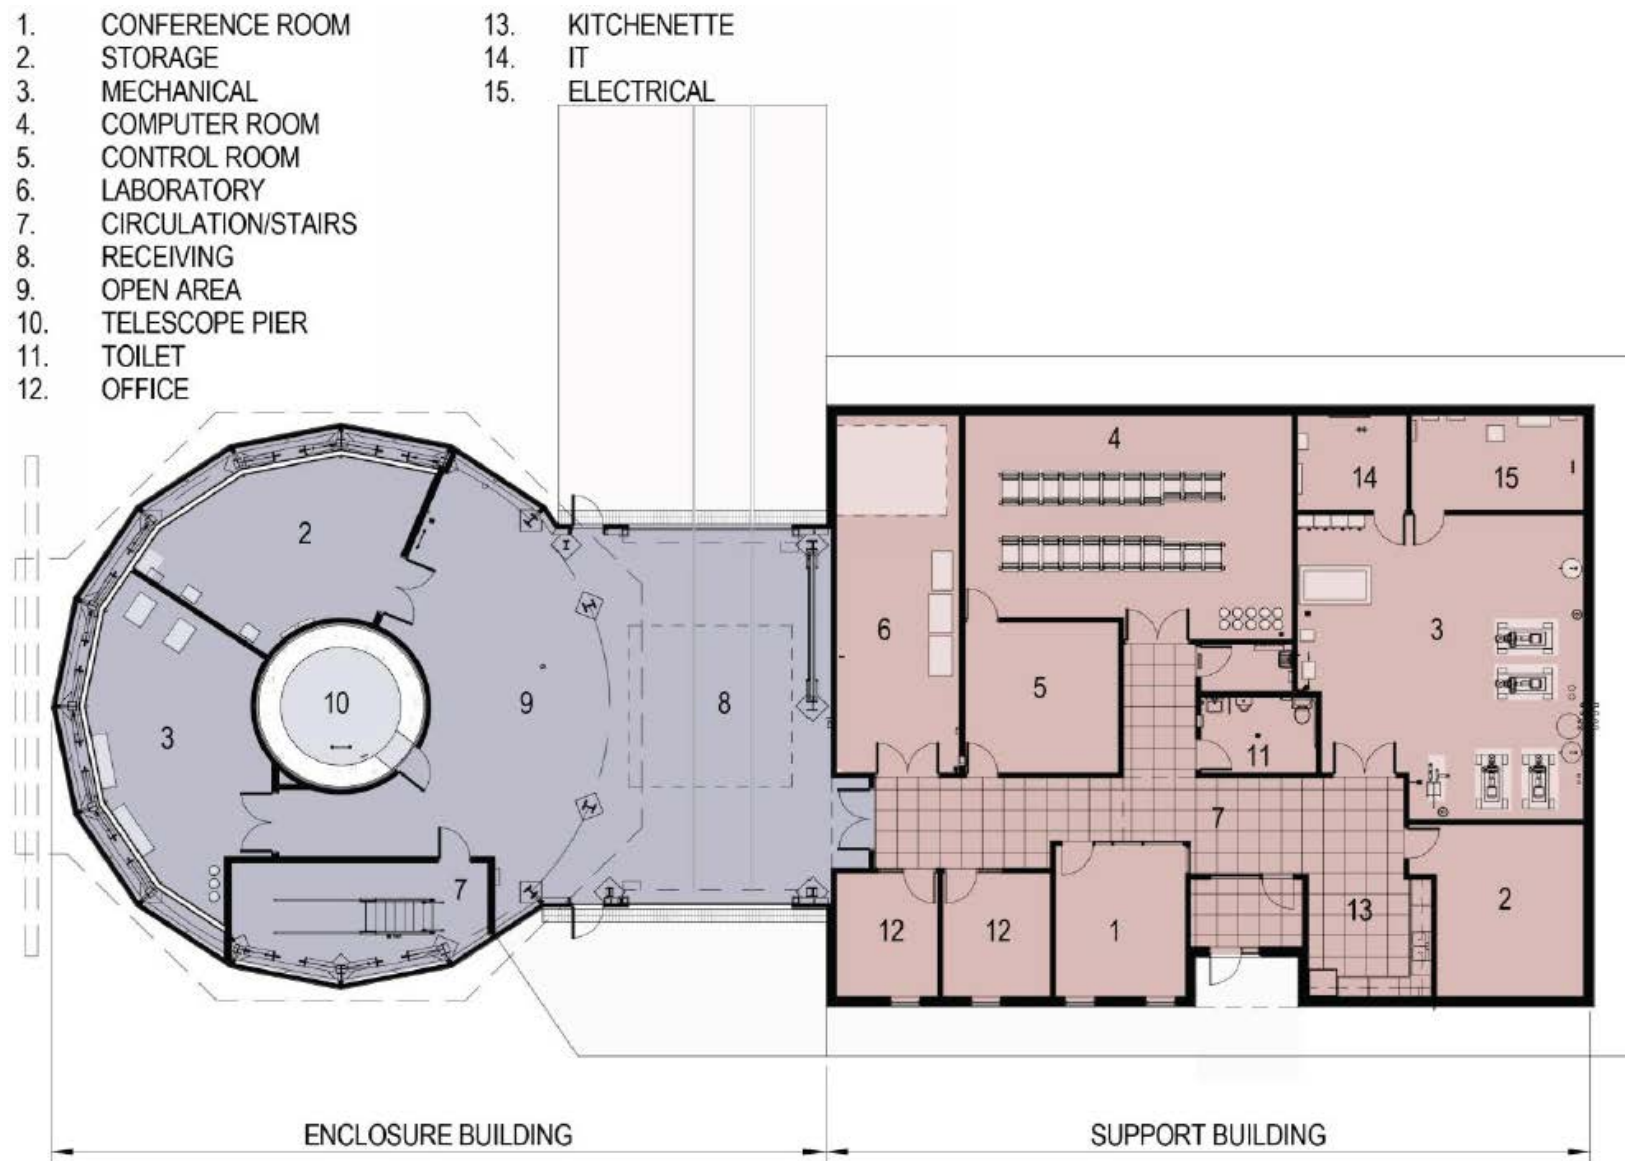 1. CONFERENCE ROOM
2. STORAGE
3. MECHANICAL
4. COMPUTER ROOM
5. CONTROL ROOM
6. LABORATORY
7. CIRCULATION/STAIRS
8. RECEIVING
9. OPEN AREA
10. TELESCOPE PIER
11. TOILET
12. OFFICE
13. KITCHENETTE
14. IT
15. ELECTRICAL
4
14
15
2
6
3
5
10
9
8
3
11
7
7
2
12
12
1
13
ENCLOSURE BUILDING
SUPPORT BUILDING